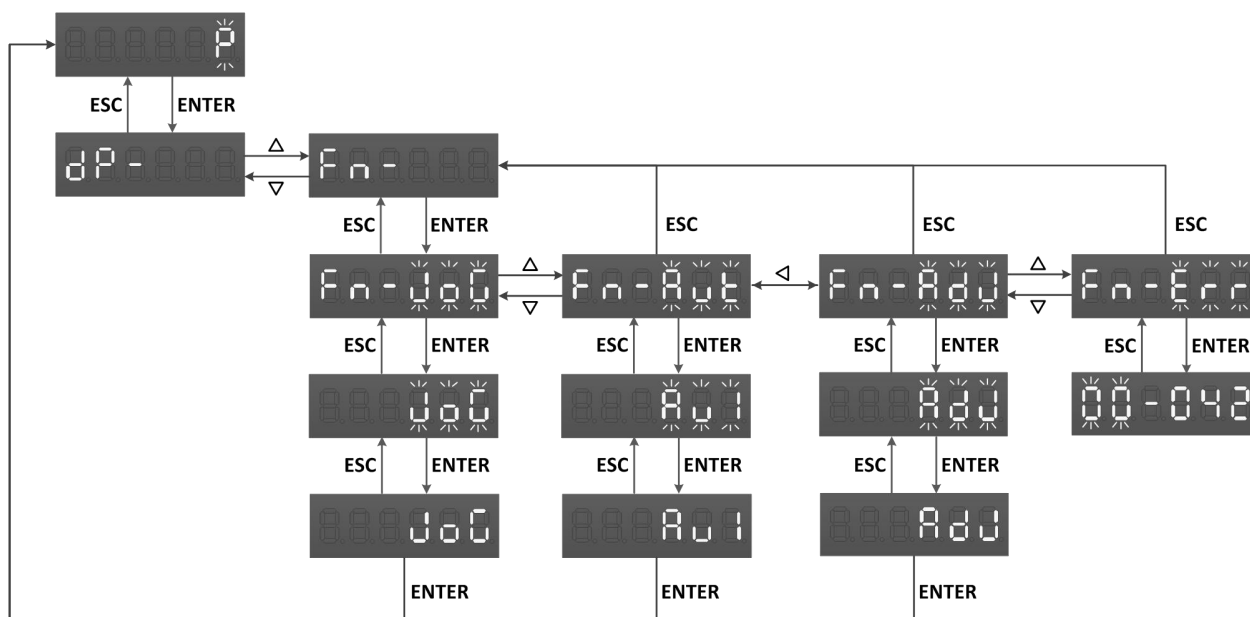 P
ESC ENTER
dP- △ ▽ Fn-
ESC ENTER ESC ESC ESC
Fn-JoG △ ▽ Fn-Aut ◁ Fn-AdJ △ ▽ Fn-Err
ESC ENTER ESC ENTER ESC ENTER ESC ENTER
JoG Au1 AdJ 00-042
ESC ENTER ESC ENTER ESC ENTER
JoG Au1 AdJ
ENTER ENTER ENTER